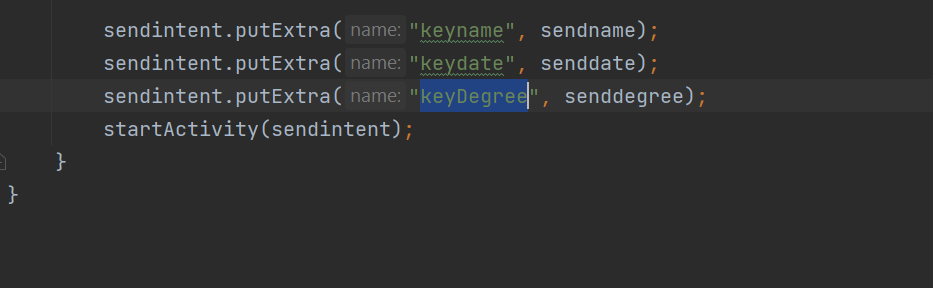 sendintent.putExtra( name: "keyname", sendname);
sendintent.putExtra( name: "keydate", senddate);
sendintent.putExtra( name: "keyDegree", senddegree);
startActivity(sendintent);
}
}